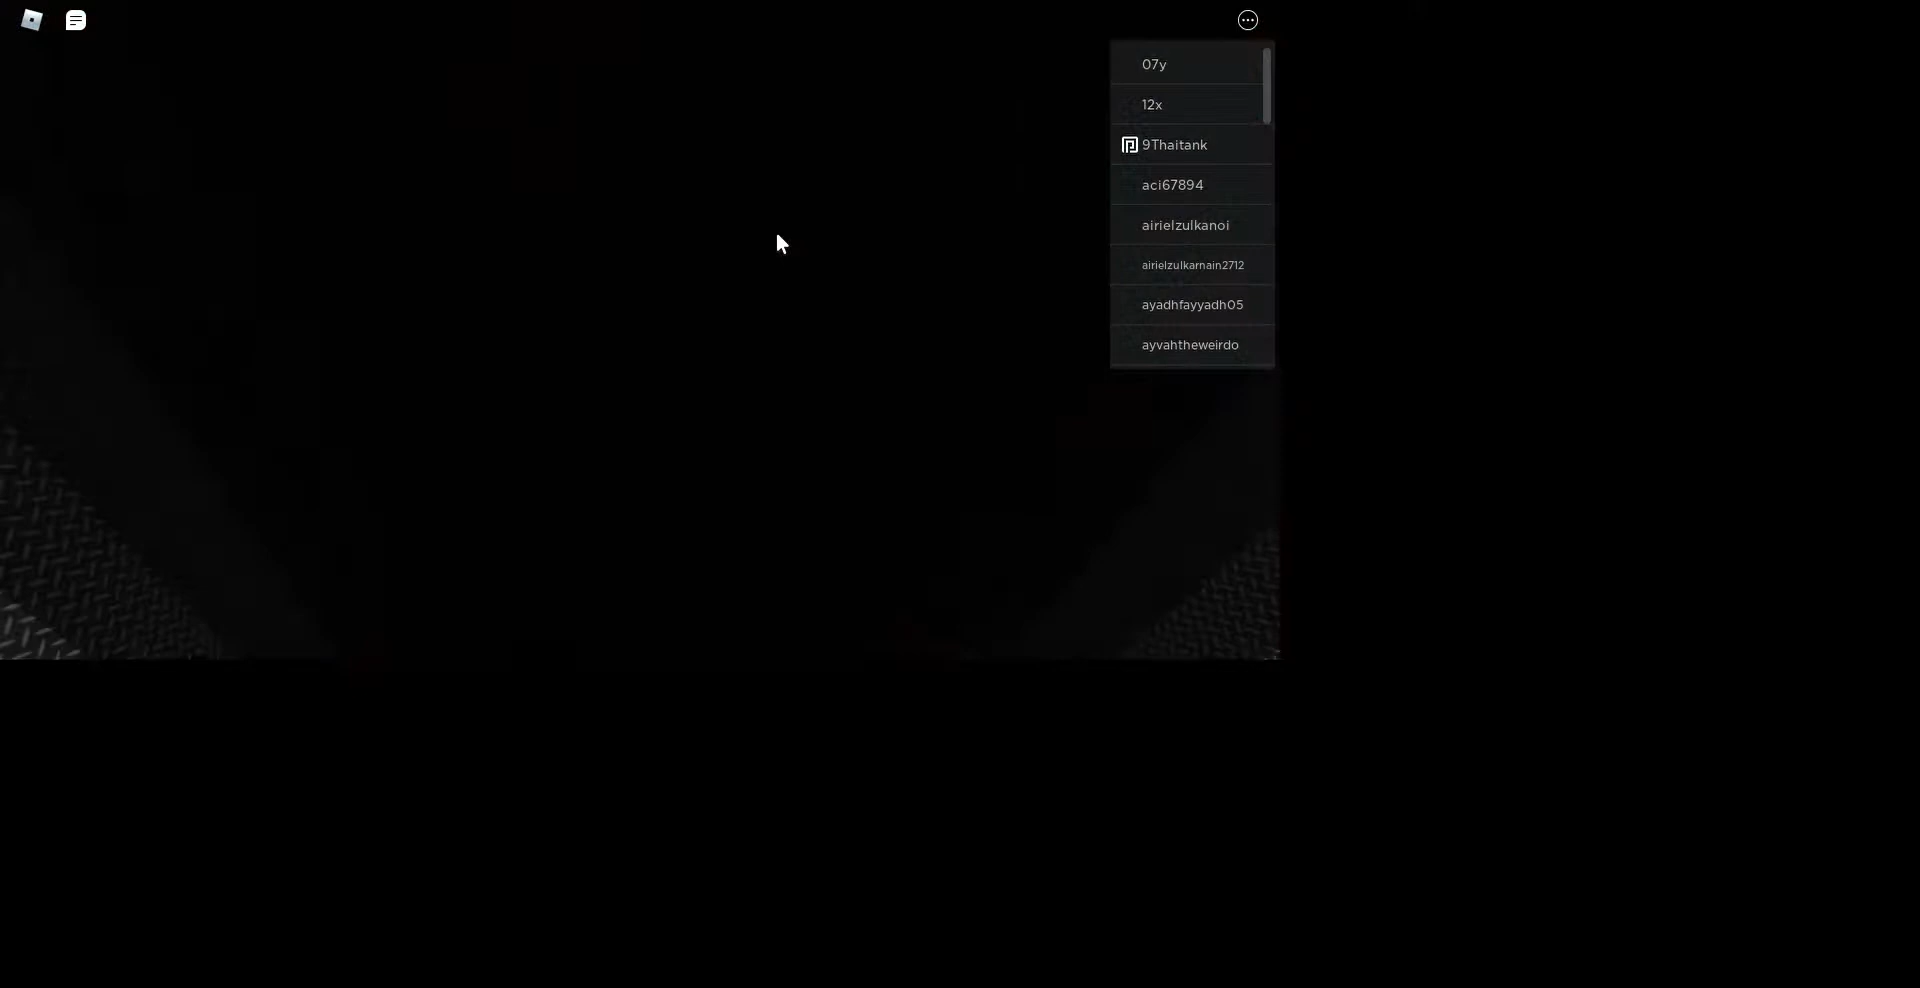 07y
12x
9Thaitank
aci67894
airielzulkanoi
airielzulkarnain2712
ayadhfayyadh05
ayvahtheweirdo